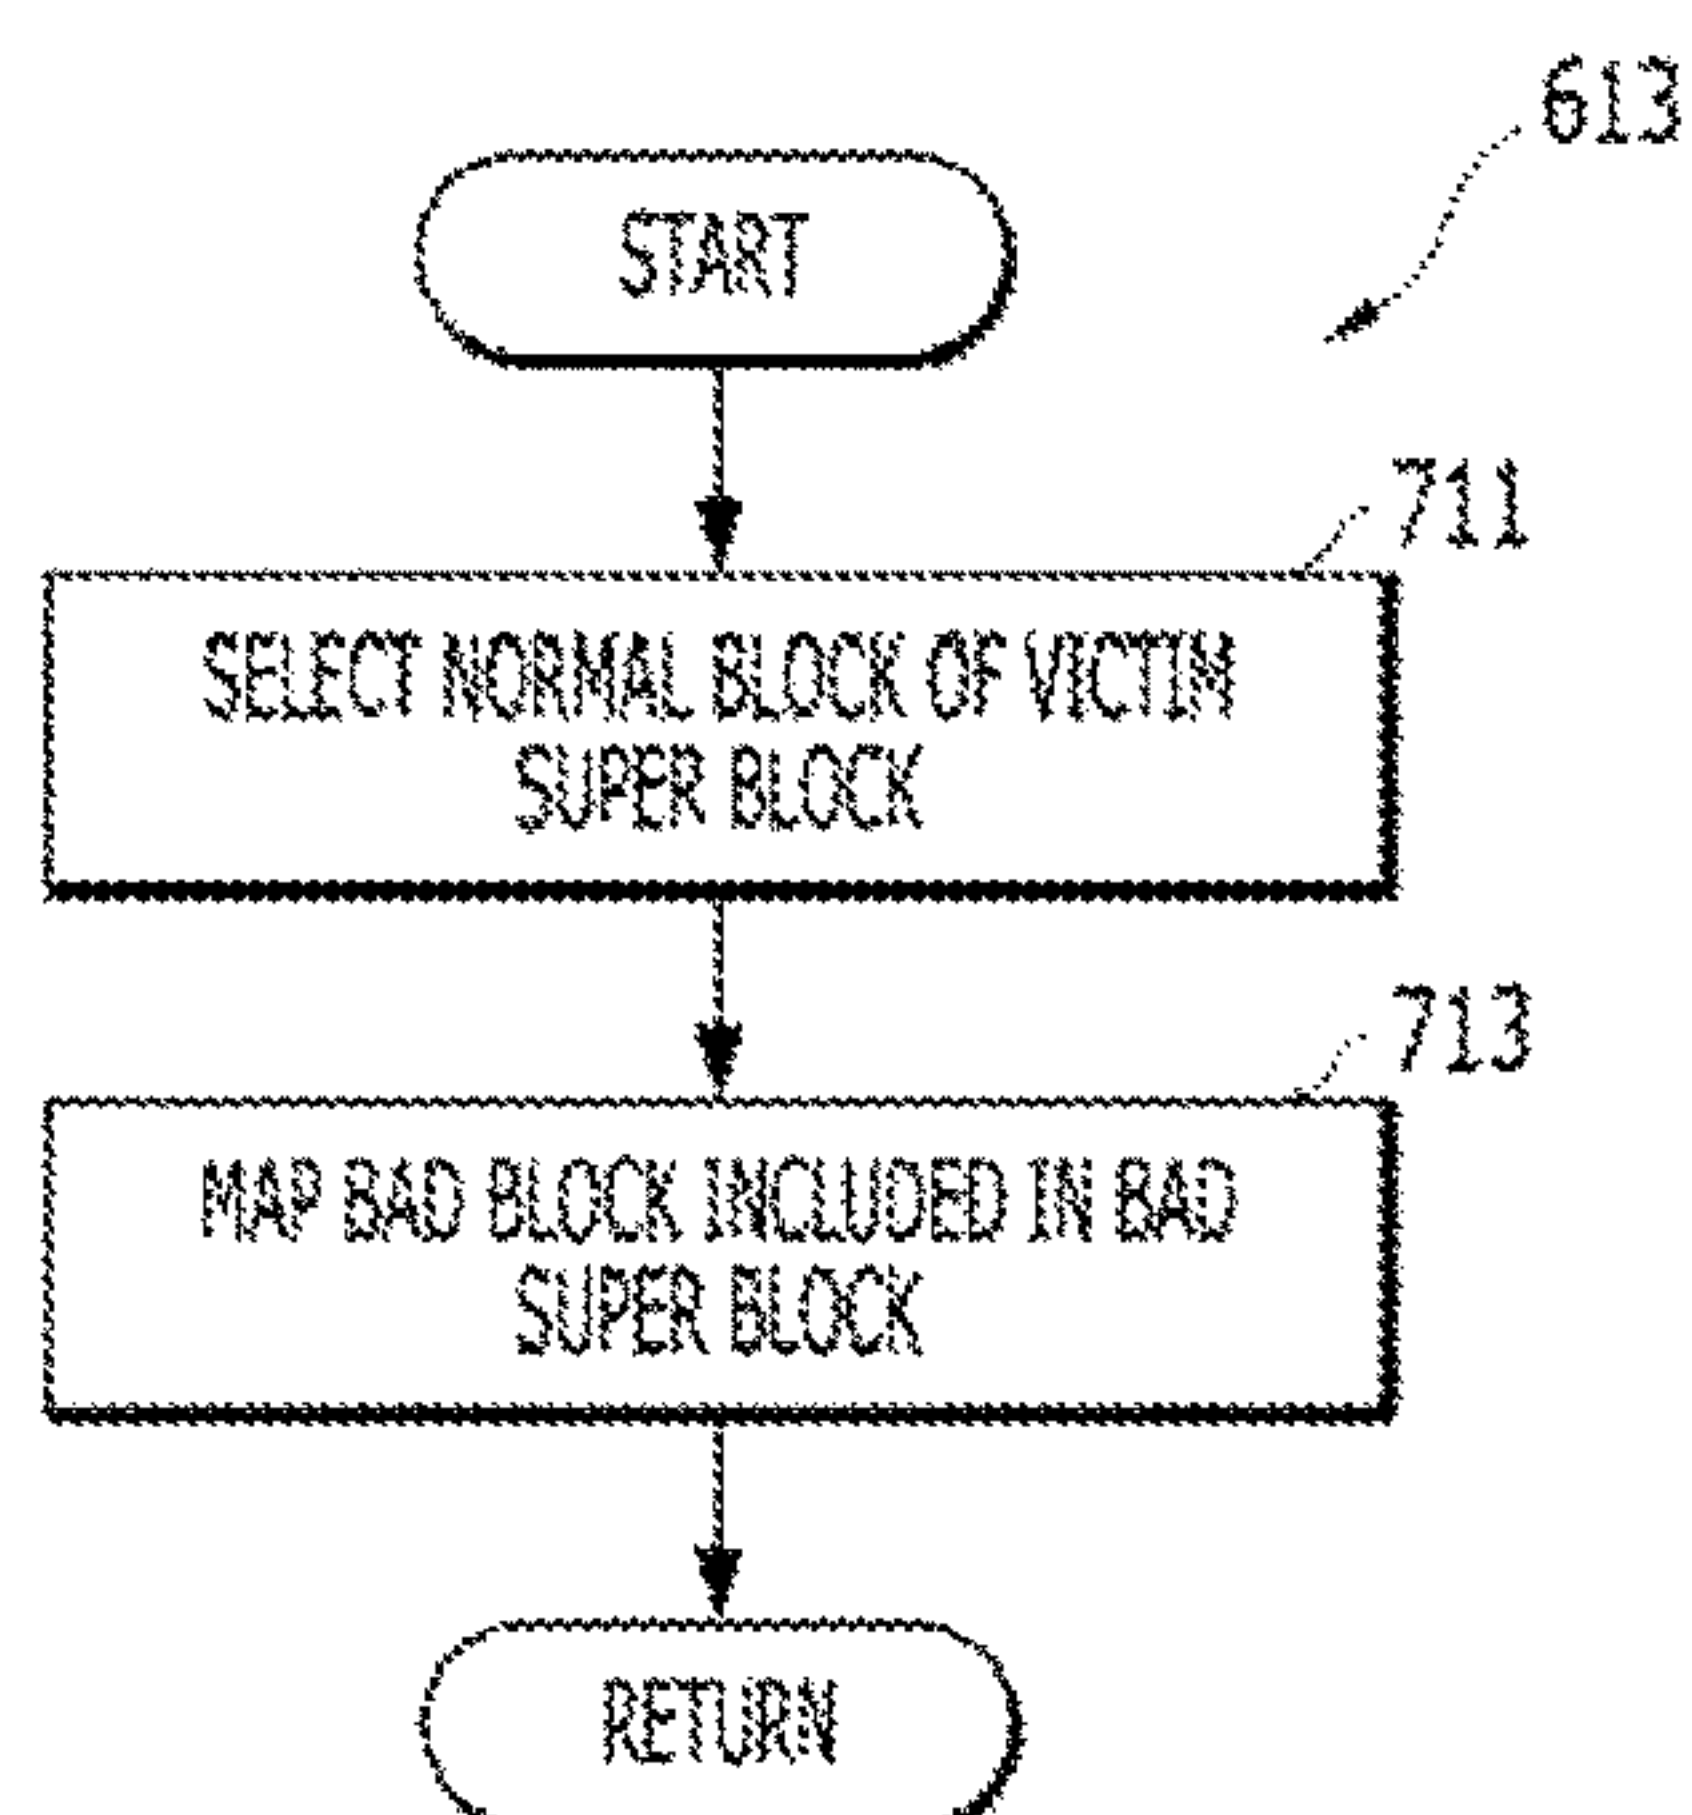 613
START
711
SELECT NORMAL BLOCK OF VICTIM
SUPER BLOCK
713
MAP BAD BLOCK INCLUDED IN BAD
SUPER BLOCK
RETURN